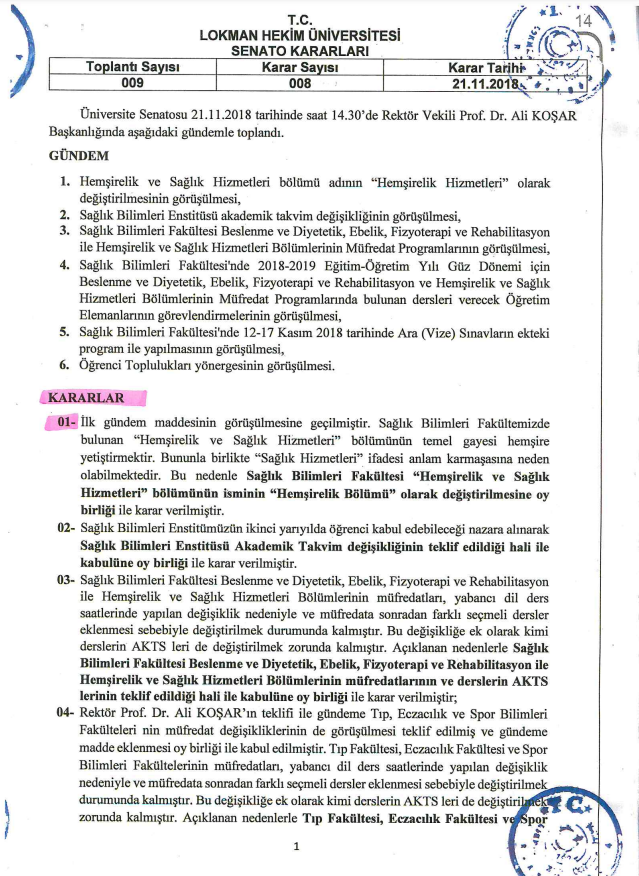 14
T.C.
LOKMAN HEKİM ÜNİVERSİTESİ
SENATO KARARLARI
Toplantı Sayısı Karar Sayısı Karar Tarihi
009 008 21.11.2018
Üniversite Senatosu 21.11.2018 tarihinde saat 14.30'de Rektör Vekili Prof. Dr. Ali KOŞAR
Başkanlığında aşağıdaki gündemle toplandı.
GÜNDEM
1. Hemşirelik ve Sağlık Hizmetleri bölümü adının “Hemşirelik Hizmetleri” olarak
değiştirilmesinin görüşülmesi,
2. Sağlık Bilimleri Enstitüsü akademik takvim değişikliğinin görüşülmesi,
3. Sağlık Bilimleri Fakültesi Beslenme ve Diyetetik, Ebelik, Fizyoterapi ve Rehabilitasyon
ile Hemşirelik ve Sağlık Hizmetleri Bölümlerinin Müfredat Programlarının görüşülmesi,
4. Sağlık Bilimleri Fakültesi'nde 2018-2019 Eğitim-Öğretim Yılı Güz Dönemi için
Beslenme ve Diyetetik, Ebelik, Fizyoterapi ve Rehabilitasyon ve Hemşirelik ve Sağlık
Hizmetleri Bölümlerinin Müfredat Programlarında bulunan dersleri verecek Öğretim
Elemanlarının görevlendirmelerinin görüşülmesi,
5. Sağlık Bilimleri Fakültesi'nde 12-17 Kasım 2018 tarihinde Ara (Vize) Sınavların ekteki
program ile yapılmasının görüşülmesi,
6. Öğrenci Toplulukları yönergesinin görüşülmesi.
KARARLAR
01- İlk gündem maddesinin görüşülmesine geçilmiştir. Sağlık Bilimleri Fakültemizde
bulunan “Hemşirelik ve Sağlık Hizmetleri” bölümünün temel gayesi hemşire
yetiştirmektir. Bununla birlikte “Sağlık Hizmetleri” ifadesi anlam karmaşasına neden
olabilmektedir. Bu nedenle Sağlık Bilimleri Fakültesi “Hemşirelik ve Sağlık
Hizmetleri” bölümünün isminin “Hemşirelik Bölümü” olarak değiştirilmesine oy
birliği ile karar verilmiştir.
02- Sağlık Bilimleri Enstitümüzün ikinci yarıyılda öğrenci kabul edebileceği nazara alınarak
Sağlık Bilimleri Enstitüsü Akademik Takvim değişikliğinin teklif edildiği hali ile
kabulüne oy birliği ile karar verilmiştir.
03- Sağlık Bilimleri Fakültesi Beslenme ve Diyetetik, Ebelik, Fizyoterapi ve Rehabilitasyon
ile Hemşirelik ve Sağlık Hizmetleri Bölümlerinin müfredatları, yabancı dil ders
saatlerinde yapılan değişiklik nedeniyle ve müfredata sonradan farklı seçmeli dersler
eklenmesi sebebiyle değiştirilmek durumunda kalmıştır. Bu değişikliğe ek olarak kimi
derslerin AKTS leri de değiştirilmek zorunda kalmıştır. Açıklanan nedenlerle Sağlık
Bilimleri Fakültesi Beslenme ve Diyetetik, Ebelik, Fizyoterapi ve Rehabilitasyon ile
Hemşirelik ve Sağlık Hizmetleri Bölümlerinin müfredatlarının ve derslerin AKTS
lerinin teklif edildiği hali ile kabulüne oy birliği ile karar verilmiştir;
04- Rektör Prof. Dr. Ali KOŞAR'ın teklifi ile gündeme Tıp, Eczacılık ve Spor Bilimleri
Fakülteleri nin müfredat değişikliklerinin de görüşülmesi teklif edilmiş ve gündeme
madde eklenmesi oy birliği ile kabul edilmiştir. Tıp Fakültesi, Eczacılık Fakültesi ve Spor
Bilimleri Fakültelerinin müfredatları, yabancı dil ders saatlerinde yapılan değişiklik
nedeniyle ve müfredata sonradan farklı seçmeli dersler eklenmesi sebebiyle değiştirilmek
durumunda kalmıştır. Bu değişikliğe ek olarak kimi derslerin AKTS leri de değiştirilmek
zorunda kalmıştır. Açıklanan nedenlerle Tıp Fakültesi, Eczacılık Fakültesi ve Spor
1